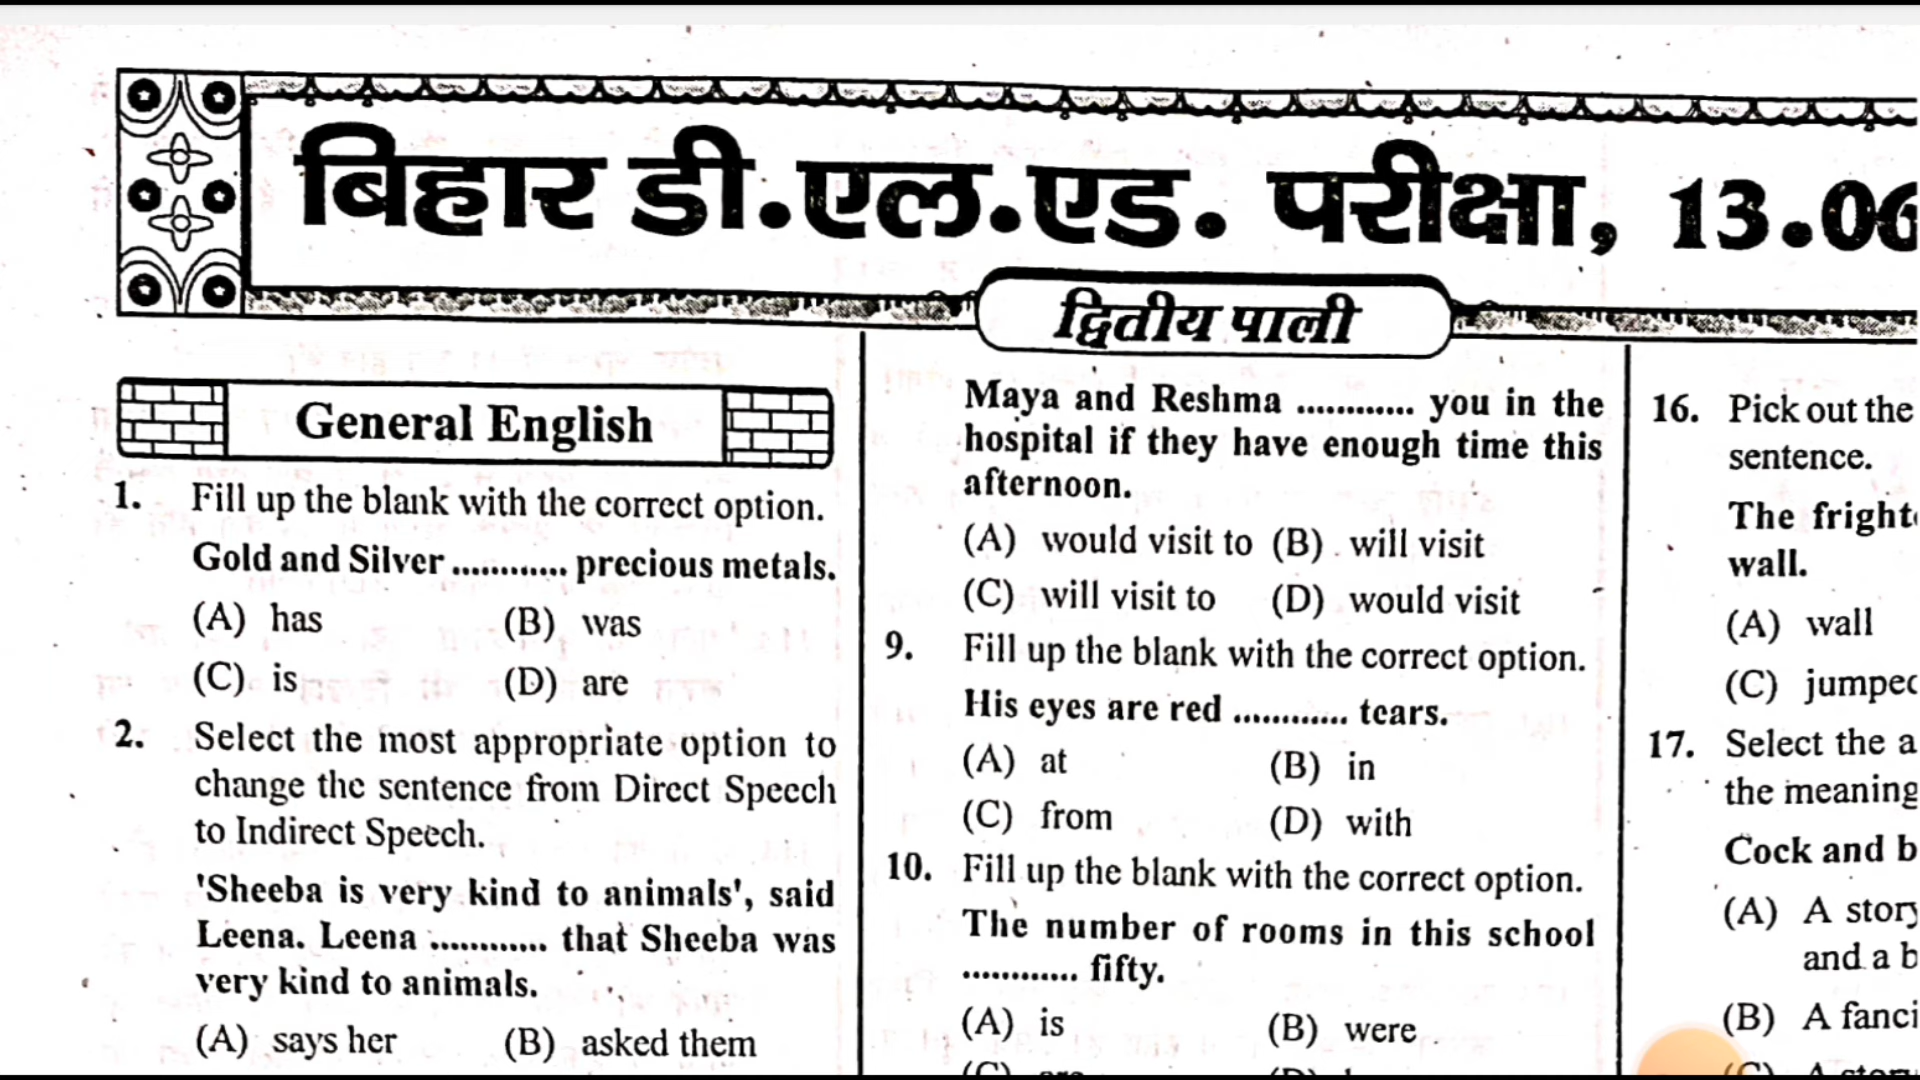 बिहार डी.एल.एड. परीक्षा, 13.06
द्वितीय पाली
General English
1. Fill up the blank with the correct option.
Gold and Silver ............ precious metals.
(A) has (B) was
(C) is (D) are
2. Select the most appropriate option to
change the sentence from Direct Speech
to Indirect Speech.
'Sheeba is very kind to animals', said
Leena. Leena ............ that Sheeba was
very kind to animals.
(A) says her (B) asked them
Maya and Reshma ............ you in the
hospital if they have enough time this
afternoon.
(A) would visit to (B) will visit
(C) will visit to (D) would visit
9. Fill up the blank with the correct option.
His eyes are red ............ tears.
(A) at (B) in
(C) from (D) with
10. Fill up the blank with the correct option.
The number of rooms in this school
............ fifty.
(A) is (B) were
(C) are (D)
16. Pick out the
sentence.
The fright
wall.
(A) wall
(C) jumped
17. Select the a
the meaning
Cock and b
(A) A story
and a b
(B) A fanci
(C) A story